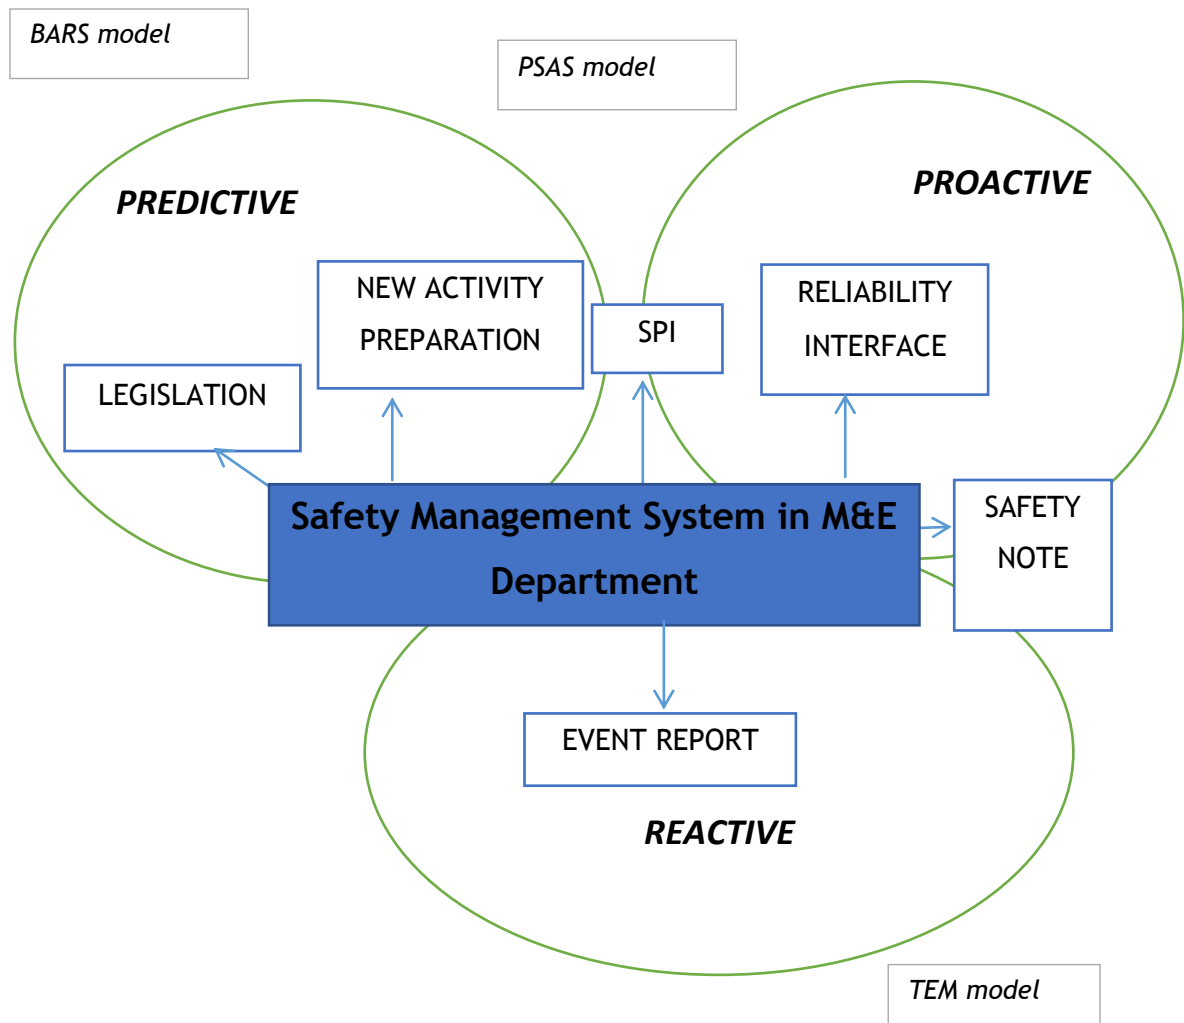 BARS model
PSAS model
PREDICTIVE
PROACTIVE
NEW ACTIVITY
PREPARATION
SPI
RELIABILITY
INTERFACE
LEGISLATION
Safety Management System in M&E
Department
SAFETY
NOTE
EVENT REPORT
REACTIVE
TEM model